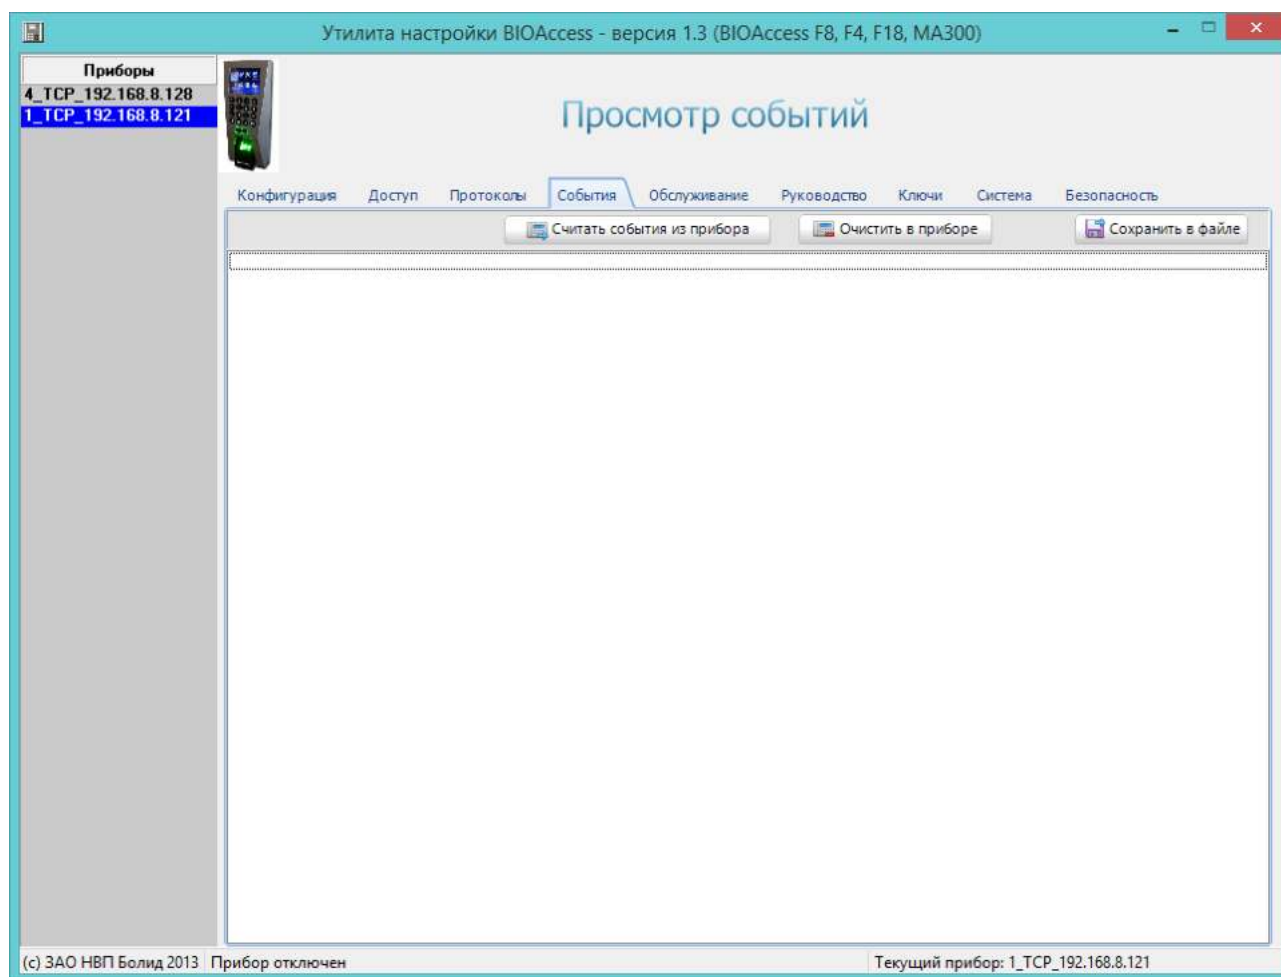 Утилита настройки BIOAccess - версия 1.3 (BIOAccess F8, F4, F18, MA300)
Приборы
4_TCP_192.168.8.128
1_TCP_192.168.8.121
Просмотр событий
Конфигурация Доступ Протоколы События Обслуживание Руководство Ключи Система Безопасность
Считать события из прибора Очистить в приборе Сохранить в файле
(c) ЗАО НВП Болид 2013 Прибор отключен Текущий прибор: 1_TCP_192.168.8.121